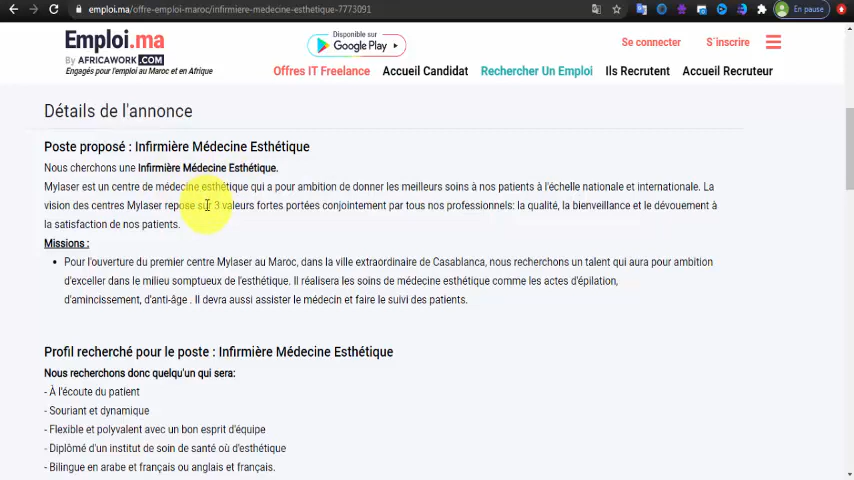 emploi.ma/offre-emploi-maroc/infirmiere-medecine-esthetique-7773091
En pause
Emploi.ma
By AFRICAWORK.COM
Engagés pour l'emploi au Maroc et en Afrique
Disponible sur
Google Play
Se connecter
S´inscrire
Offres IT Freelance
Accueil Candidat
Rechercher Un Emploi
Ils Recrutent
Accueil Recruteur
Détails de l'annonce
Poste proposé : Infirmière Médecine Esthétique
Nous cherchons une Infirmière Médecine Esthétique.
Mylaser est un centre de médecine esthétique qui a pour ambition de donner les meilleurs soins à nos patients à l'échelle nationale et internationale. La
vision des centres Mylaser repose sur 3 valeurs fortes portées conjointement par tous nos professionnels: la qualité, la bienveillance et le dévouement à
la satisfaction de nos patients.
Missions :
• Pour l'ouverture du premier centre Mylaser au Maroc, dans la ville extraordinaire de Casablanca, nous recherchons un talent qui aura pour ambition
d'exceller dans le milieu somptueux de l'esthétique. Il réalisera les soins de médecine esthétique comme les actes d'épilation,
d'amincissement, d'anti-âge . Il devra aussi assister le médecin et faire le suivi des patients.
Profil recherché pour le poste : Infirmière Médecine Esthétique
Nous recherchons donc quelqu'un qui sera:
- À l'écoute du patient
- Souriant et dynamique
- Flexible et polyvalent avec un bon esprit d'équipe
- Diplômé d'un institut de soin de santé où d'esthétique
- Bilingue en arabe et français ou anglais et français.